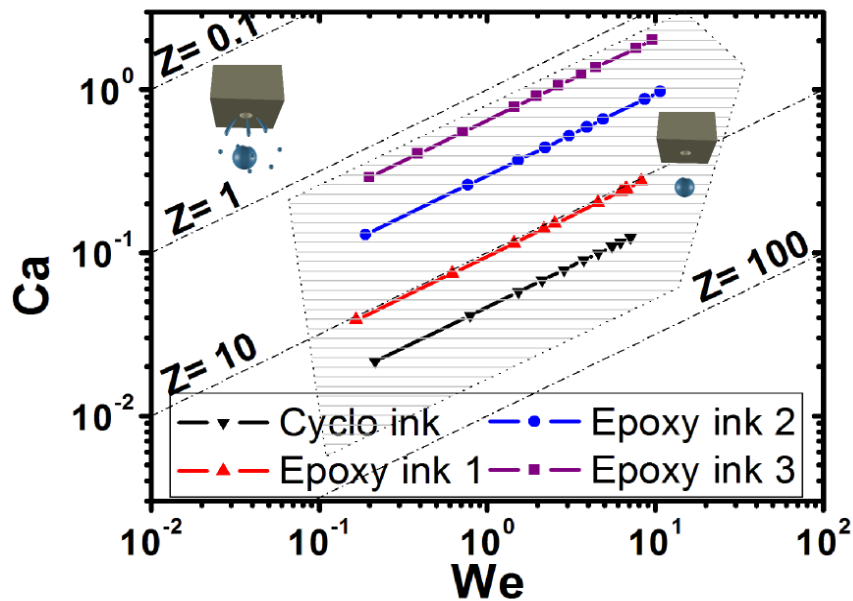 Z= 0.1
10^0
Z= 1
10^-1
Ca
Z= 100
Z= 10
10^-2
Cyclo ink
Epoxy ink 2
Epoxy ink 1
Epoxy ink 3
10^-2
10^-1
10^0
10^1
10^2
We